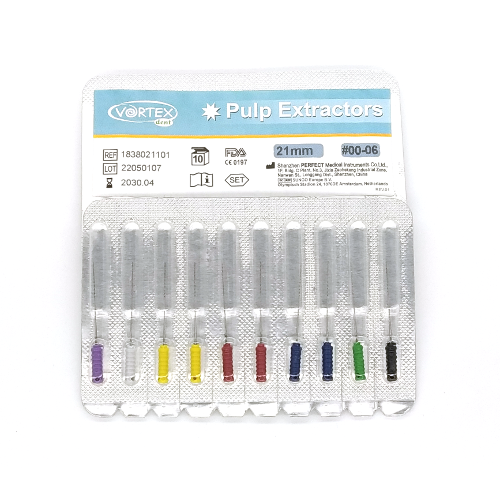 VORTEX
dent
Pulp Extractors
21mm #00-06
REF 1838021101
LOT 22050107
2030.04
10
FDA
CE 0197
SET
Shenzhen PERFECT Medical Instruments Co., Ltd.